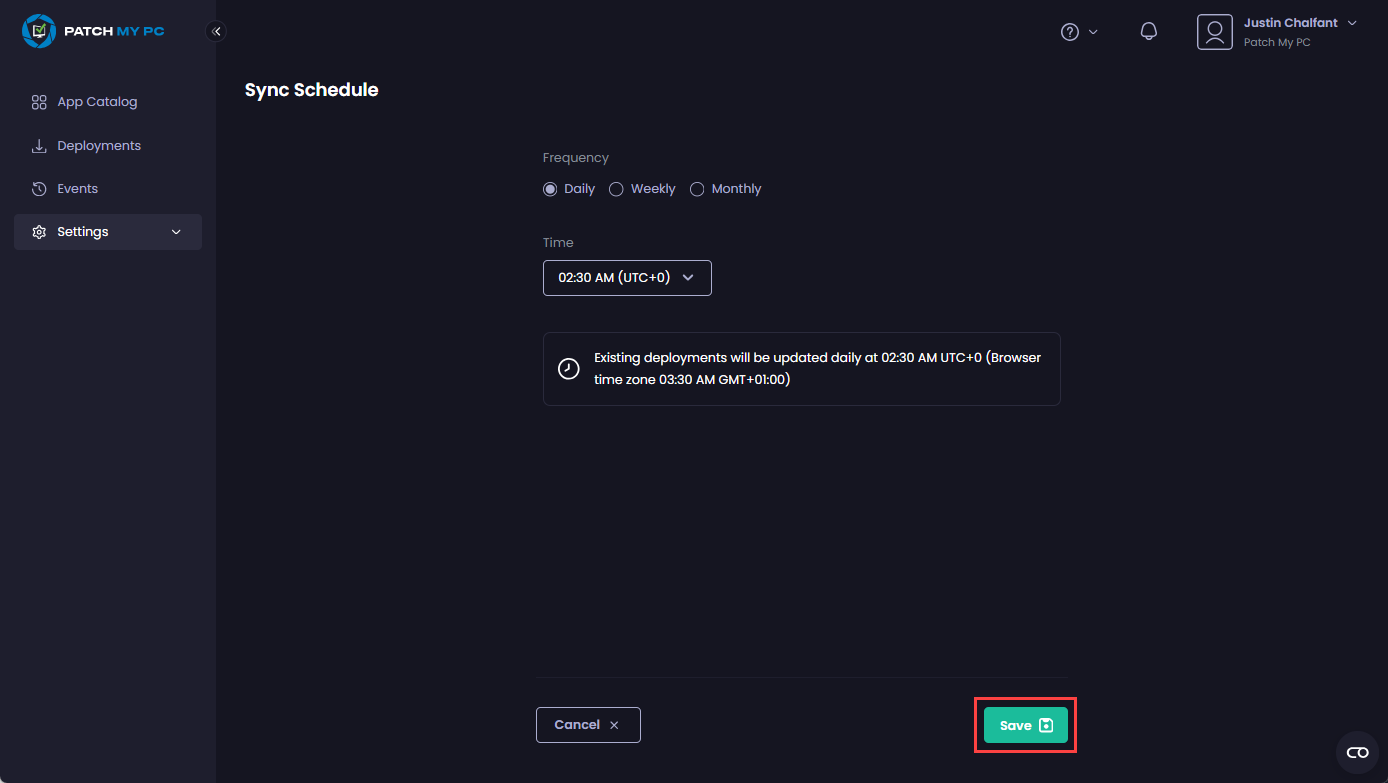 PATCH MY PC
Justin Chalfant
Patch My PC
App Catalog
Deployments
Events
Settings
Sync Schedule
Frequency
Daily
Weekly
Monthly
Time
02:30 AM (UTC+0)
Existing deployments will be updated daily at 02:30 AM UTC+0 (Browser
time zone 03:30 AM GMT+01:00)
Cancel
Save